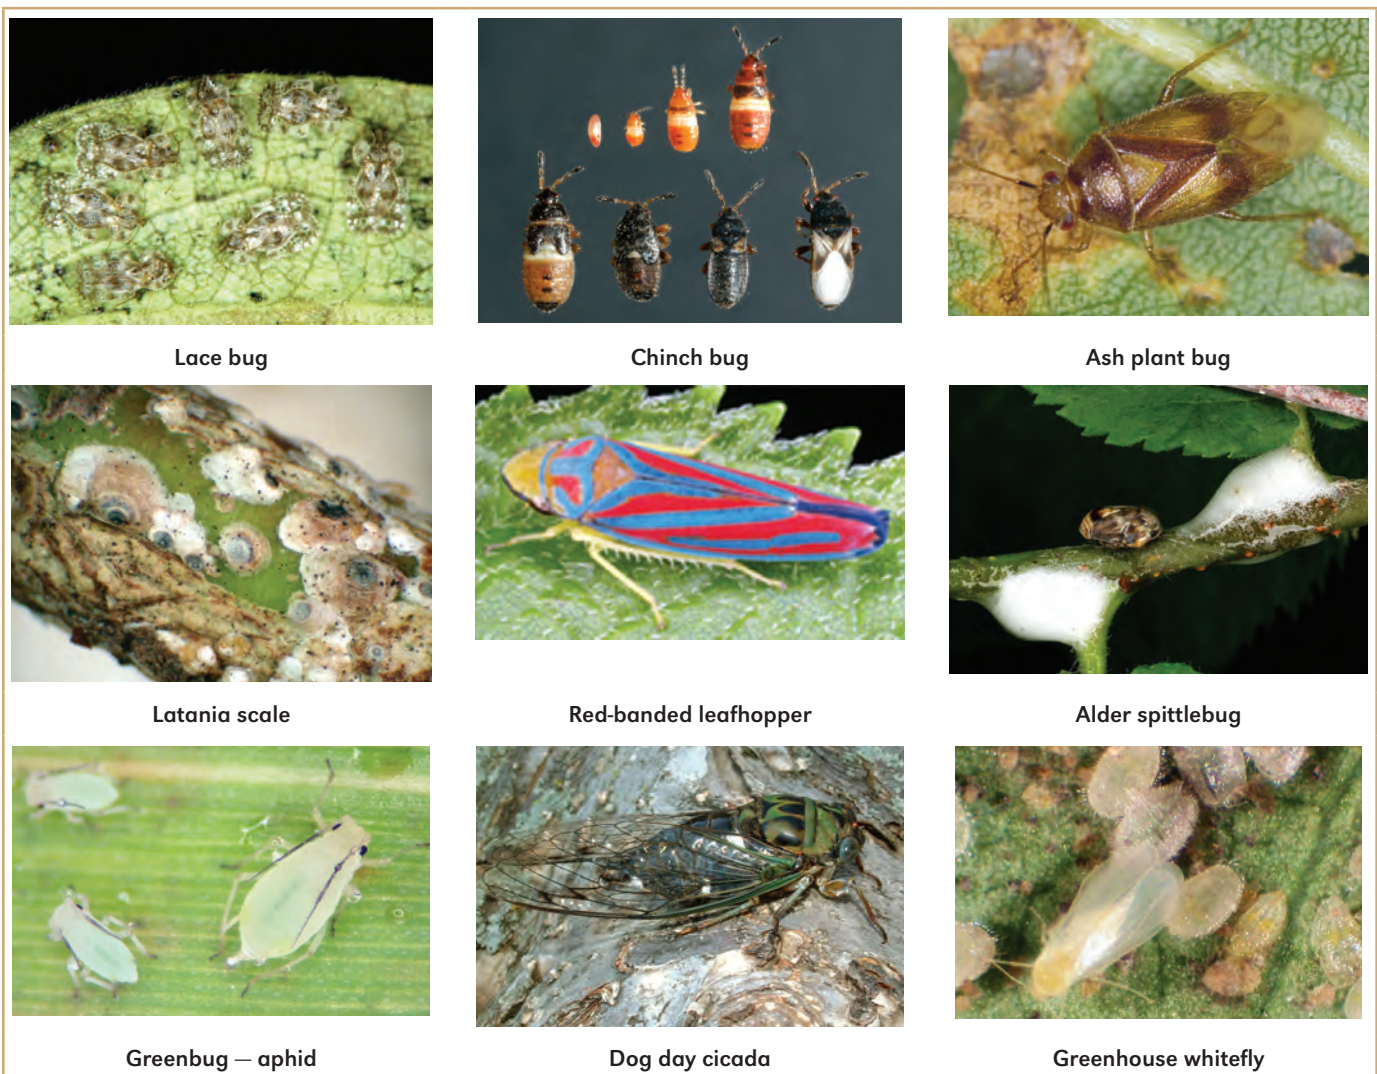 Lace bug
Chinch bug
Ash plant bug
Latania scale
Red-banded leafhopper
Alder spittlebug
Greenbug — aphid
Dog day cicada
Greenhouse whitefly